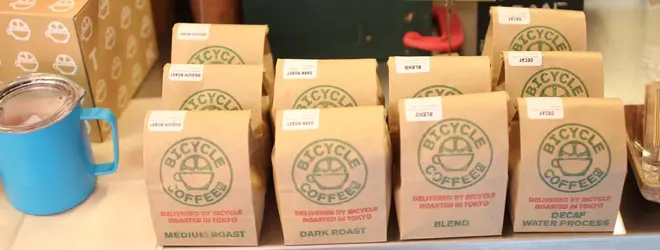 MEDIUM ROAST
DARK ROAST
BLEND
DECAF
BICYCLE
COFFEE
DELIVERED BY BICYCLE
ROASTED IN TOKYO
MEDIUM ROAST
BICYCLE
COFFEE
DELIVERED BY BICYCLE
ROASTED IN TOKYO
DARK ROAST
BICYCLE
COFFEE
DELIVERED BY BICYCLE
ROASTED IN TOKYO
BLEND
BICYCLE
COFFEE
DELIVERED BY BICYCLE
ROASTED IN TOKYO
DECAF
WATER PROCESS